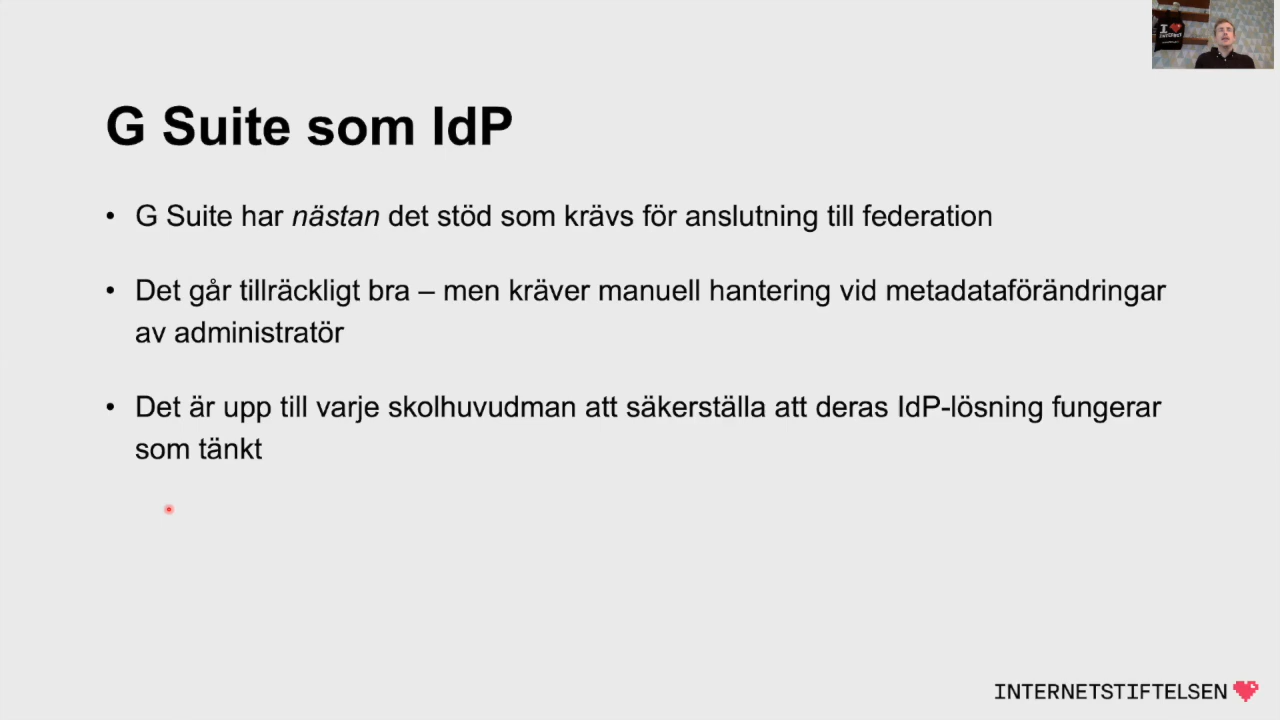 G Suite som IdP
• G Suite har nästan det stöd som krävs för anslutning till federation
• Det går tillräckligt bra – men kräver manuell hantering vid metadataförändringar
av administratör
• Det är upp till varje skolhuvudman att säkerställa att deras IdP-lösning fungerar
som tänkt
INTERNETSTIFTELSEN